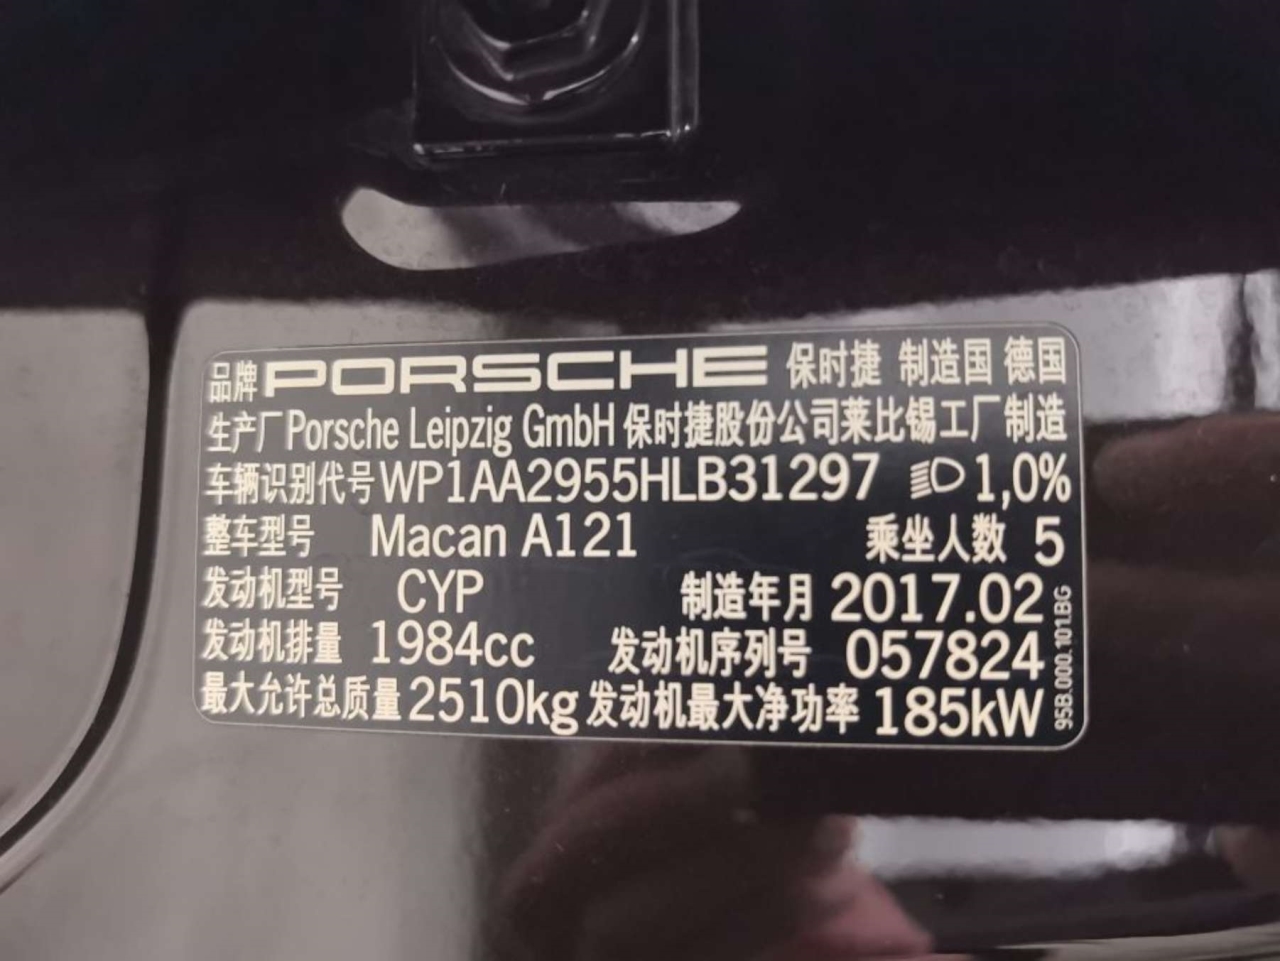 品牌 PORSCHE 保时捷 制造国 德国
生产厂 Porsche Leipzig GmbH 保时捷股份公司莱比锡工厂制造
车辆识别代号 WP1AA2955HLB31297 1,0%
整车型号 Macan A121 乘坐人数 5
发动机型号 CYP 制造年月 2017.02
发动机排量 1984cc 发动机序列号 057824
最大允许总质量 2510kg 发动机最大净功率 185kW
95B.000.101.BG